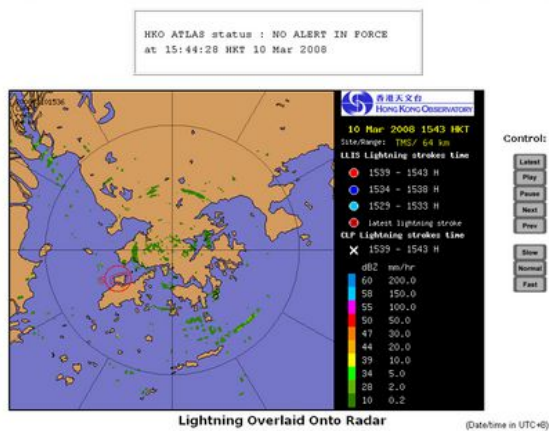 HKO ATLAS status : NO ALERT IN FORCE
at 15:44:28 HKT 10 Mar 2008
香港天文台
HONG KONG OBSERVATORY
10 Mar 2008 1543 HKT
Site/Range: TMS/ 64 km
LLIS Lightning strokes time
1539 - 1543 H
1534 - 1538 H
1529 - 1533 H
latest lightning stroke
CLP Lightning strokes time
1539 - 1543 H
dBZ mm/hr
60 200.0
58 150.0
55 100.0
50 50.0
47 30.0
44 20.0
39 10.0
34 5.0
28 2.0
10 0.2
Control:
Latest
Play
Pause
Next
Prev
Slow
Normal
Fast
Lightning Overlaid Onto Radar
(Date/time in UTC+8)